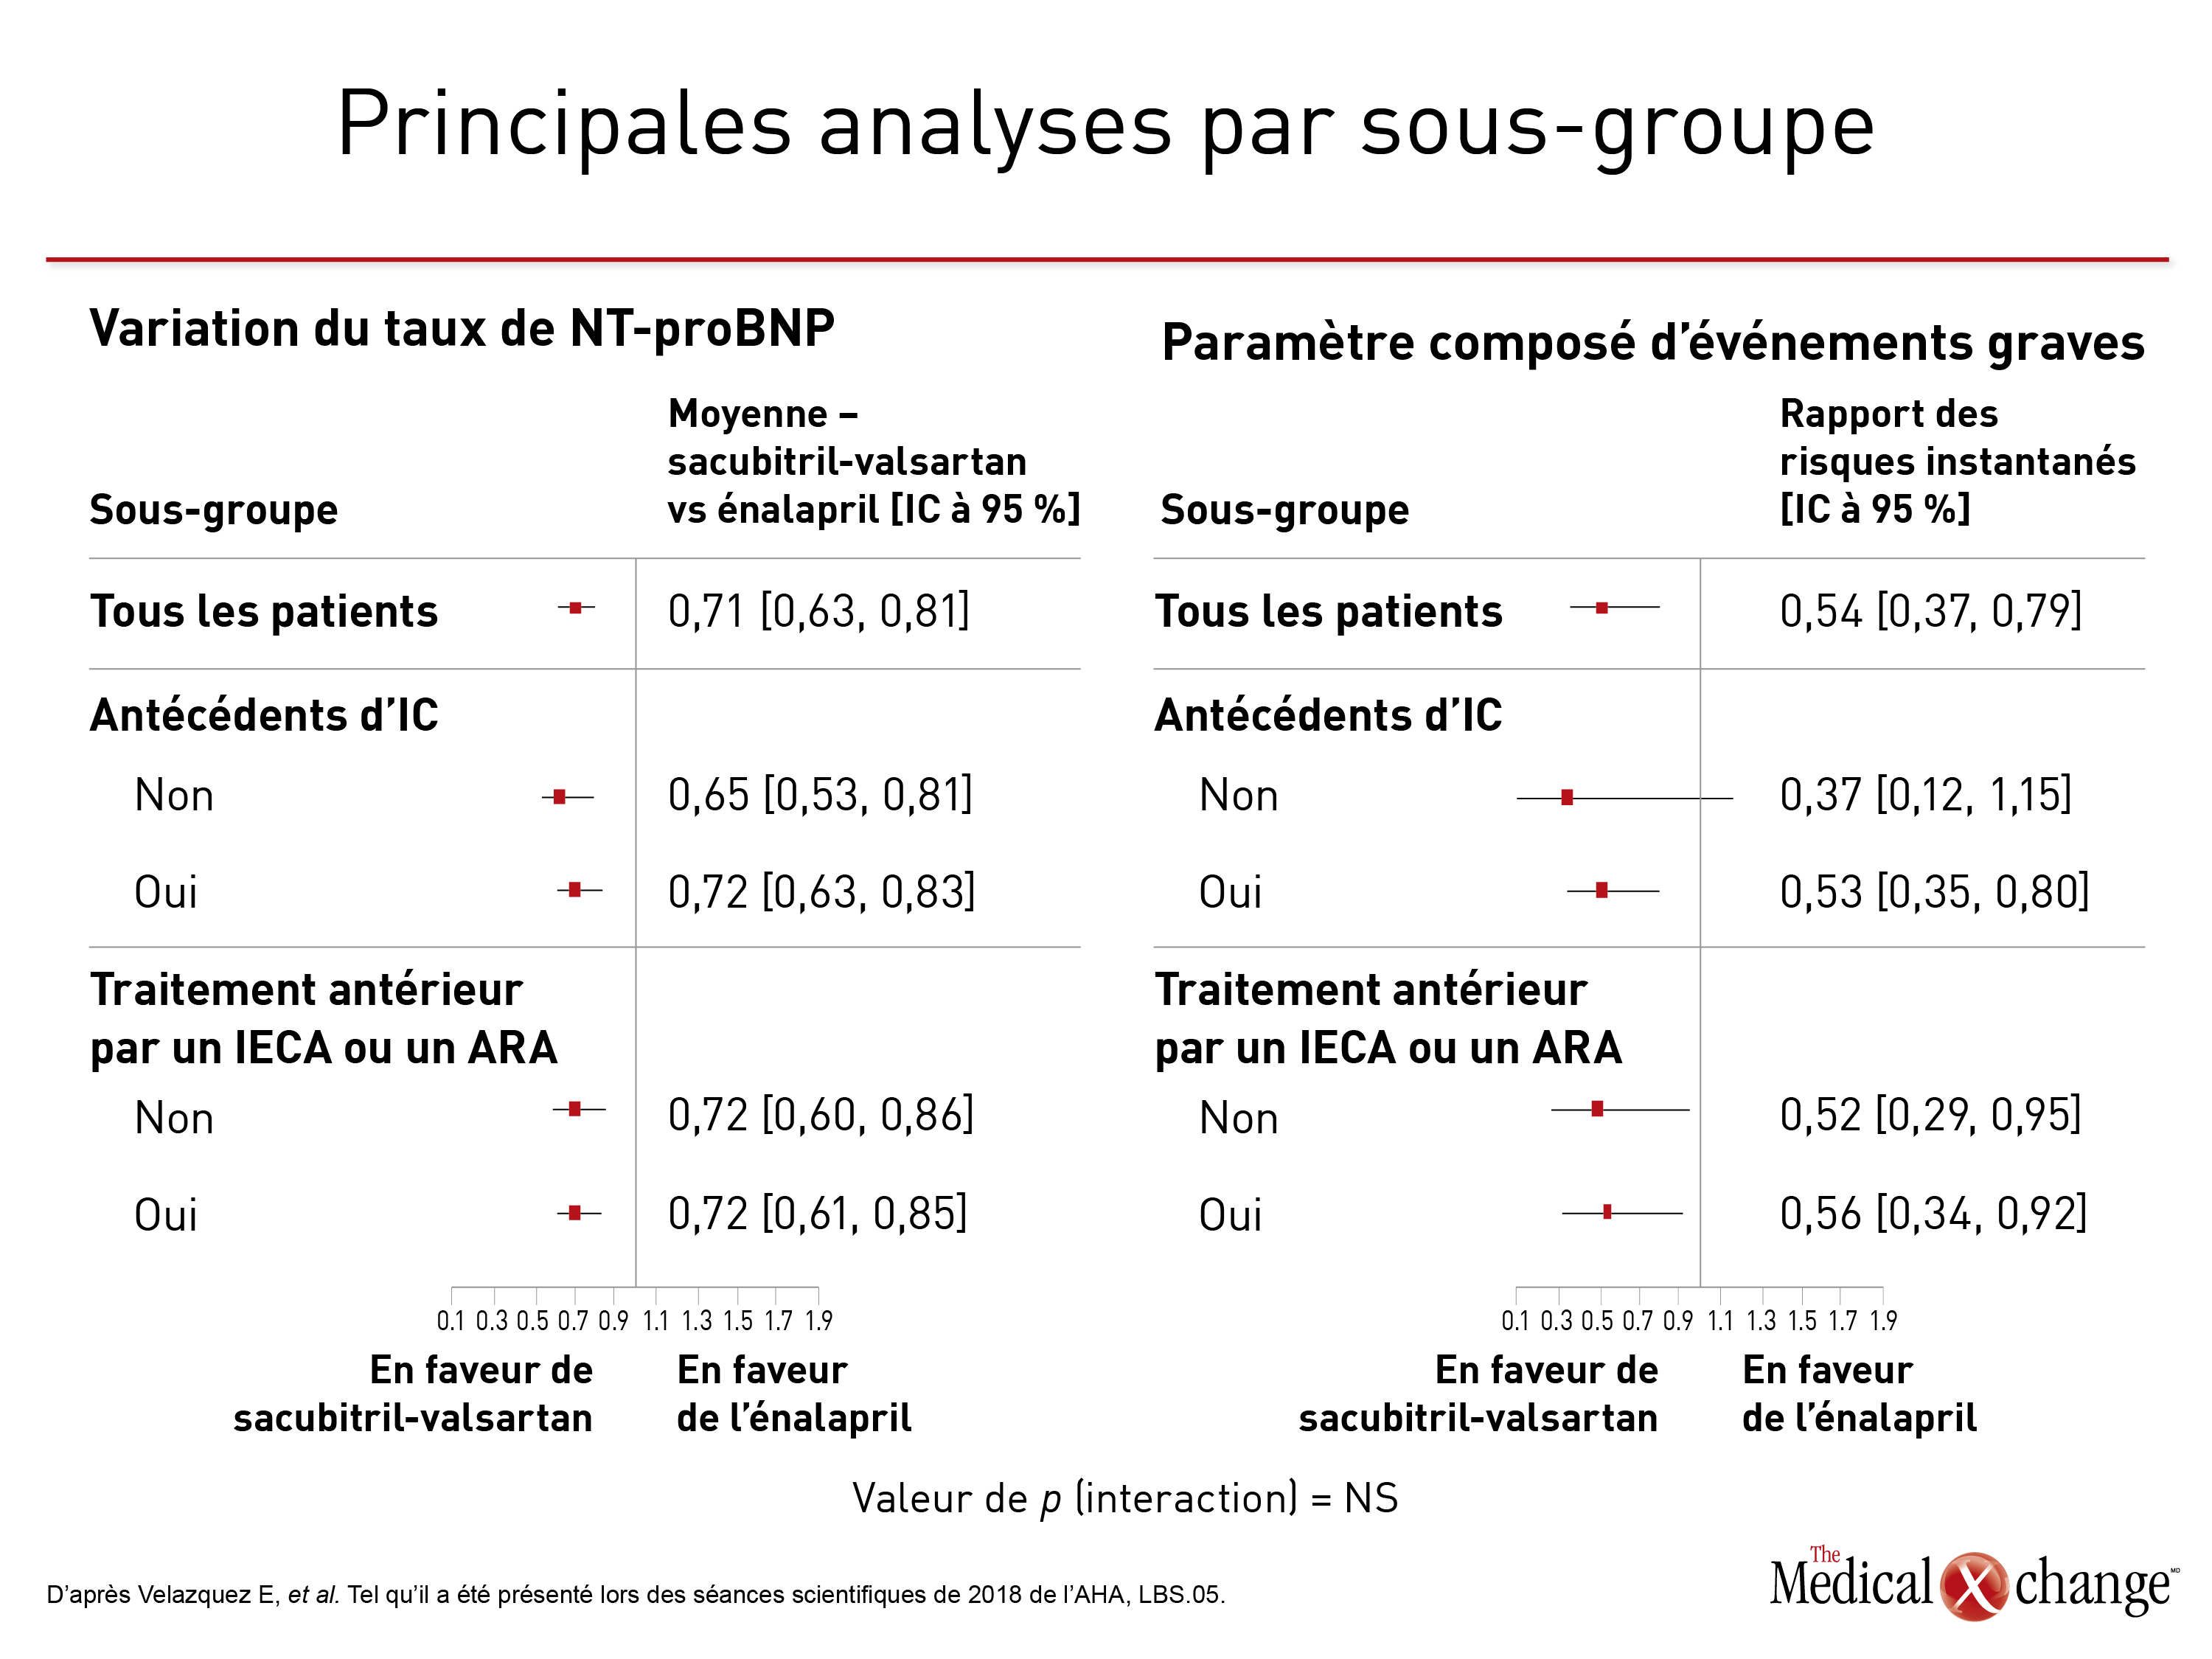 Principales analyses par sous-groupe
Variation du taux de NT-proBNP
Sous-groupe
Moyenne –
sacubitril-valsartan
vs énalapril [IC à 95 %]
Tous les patients
0,71 [0,63, 0,81]
Antécédents d’IC
Non
0,65 [0,53, 0,81]
Oui
0,72 [0,63, 0,83]
Traitement antérieur
par un IECA ou un ARA
Non
0,72 [0,60, 0,86]
Oui
0,72 [0,61, 0,85]
0.1 0.3 0.5 0.7 0.9 1.1 1.3 1.5 1.7 1.9
En faveur de
sacubitril-valsartan
En faveur
de l’énalapril
Paramètre composé d’événements graves
Sous-groupe
Rapport des
risques instantanés
[IC à 95 %]
Tous les patients
0,54 [0,37, 0,79]
Antécédents d’IC
Non
0,37 [0,12, 1,15]
Oui
0,53 [0,35, 0,80]
Traitement antérieur
par un IECA ou un ARA
Non
0,52 [0,29, 0,95]
Oui
0,56 [0,34, 0,92]
0.1 0.3 0.5 0.7 0.9 1.1 1.3 1.5 1.7 1.9
En faveur de
sacubitril-valsartan
En faveur
de l’énalapril
Valeur de p (interaction) = NS
D’après Velazquez E, et al. Tel qu’il a été présenté lors des séances scientifiques de 2018 de l’AHA, LBS.05.
The
Medical X change MD